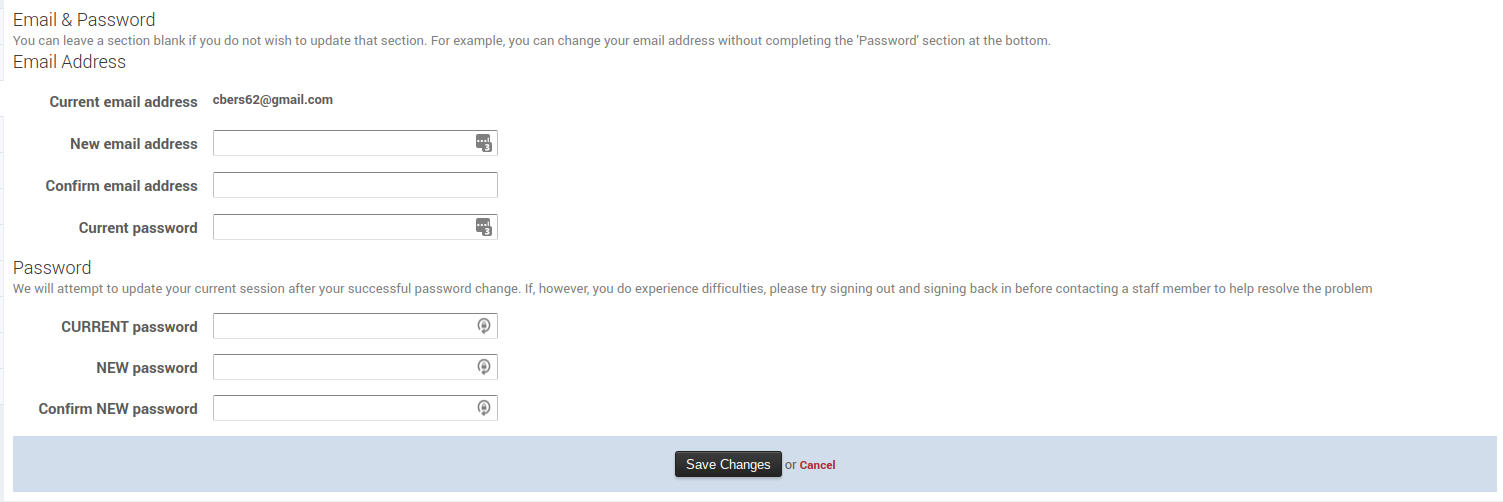 Email & Password
You can leave a section blank if you do not wish to update that section. For example, you can change your email address without completing the 'Password' section at the bottom.
Email Address
Current email address cbers62@gmail.com
New email address
Confirm email address
Current password
Password
We will attempt to update your current session after your successful password change. If, however, you do experience difficulties, please try signing out and signing back in before contacting a staff member to help resolve the problem
CURRENT password
NEW password
Confirm NEW password
Save Changes or Cancel